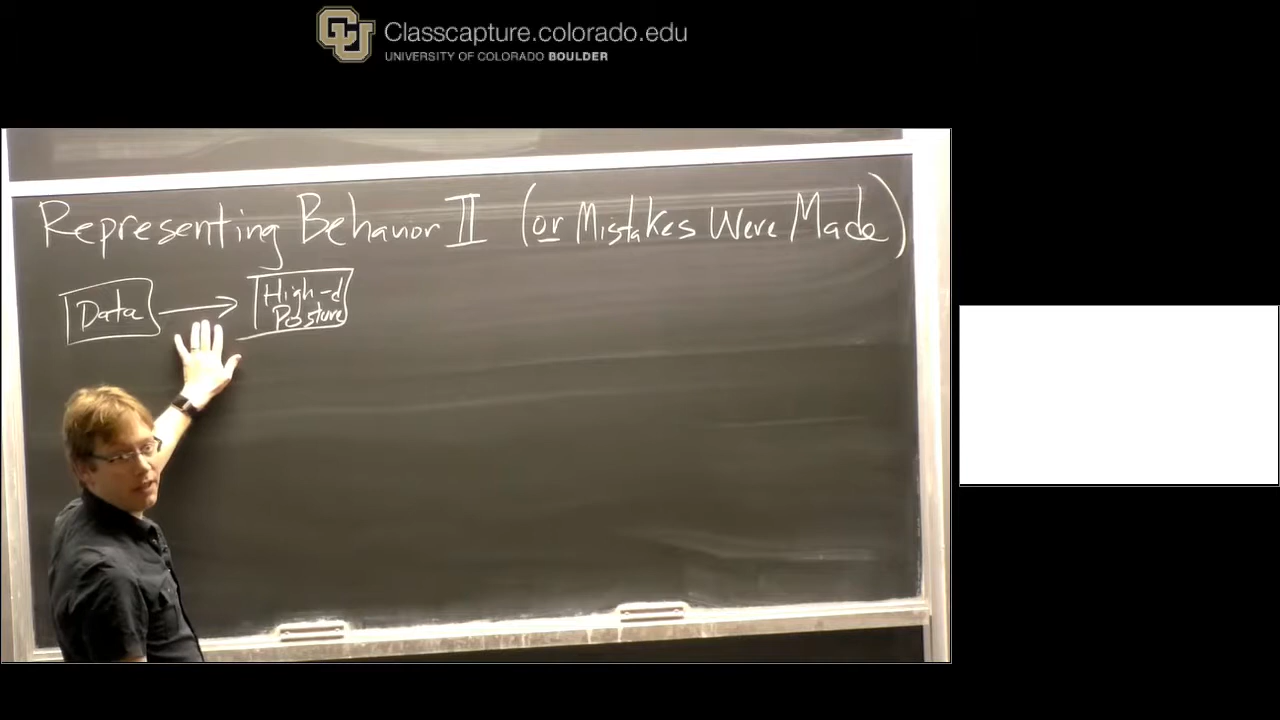 Classcapture.colorado.edu
UNIVERSITY OF COLORADO BOULDER
Representing Behavior II (or Mistakes Were Made)
Data
High-d
Posture